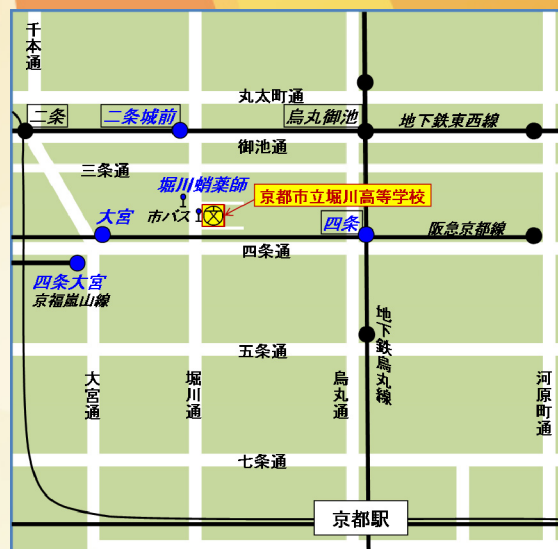 千本通
丸太町通
二条
二条城前
烏丸御池
地下鉄東西線
御池通
三条通
堀川蛸薬師
京都市立堀川高等学校
大宮
市バス
文
四条
阪急京都線
四条通
四条大宮
京福嵐山線
地下鉄烏丸線
五条通
大宮通
堀川通
烏丸通
河原町通
七条通
京都駅